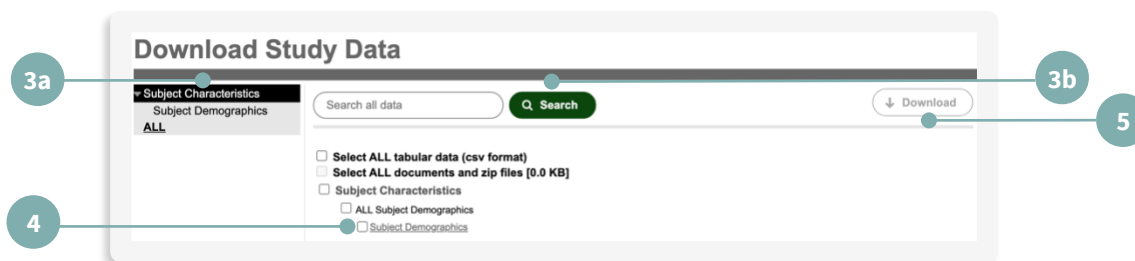 Download Study Data
3a
3b
Subject Characteristics
Subject Demographics
ALL
Search all data
Search
Download
5
Select ALL tabular data (csv format)
Select ALL documents and zip files [0.0 KB]
Subject Characteristics
ALL Subject Demographics
4
Subject Demographics